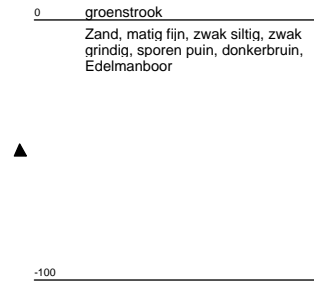 0 groenstrook
Zand, matig fijn, zwak siltig, zwak
grindig, sporen puin, donkerbruin,
Edelmanboor
-100